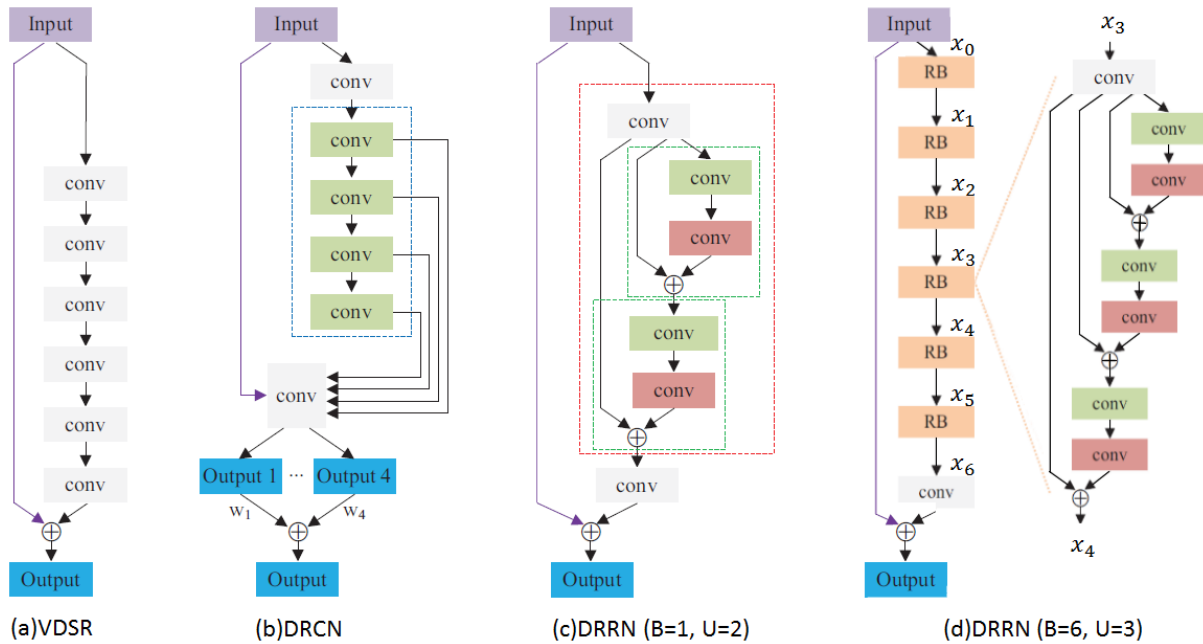 Input
conv
conv
conv
conv
conv
conv
Output
(a)VDSR
Input
conv
conv
conv
conv
conv
conv
Output 1
...
Output 4
w1
w4
Output
(b)DRCN
Input
conv
conv
conv
conv
conv
conv
Output
(c)DRRN (B=1, U=2)
Input
x0
RB
x1
RB
x2
RB
x3
RB
x4
RB
x5
RB
x6
conv
Output
x3
conv
conv
conv
conv
conv
conv
conv
x4
(d)DRRN (B=6, U=3)